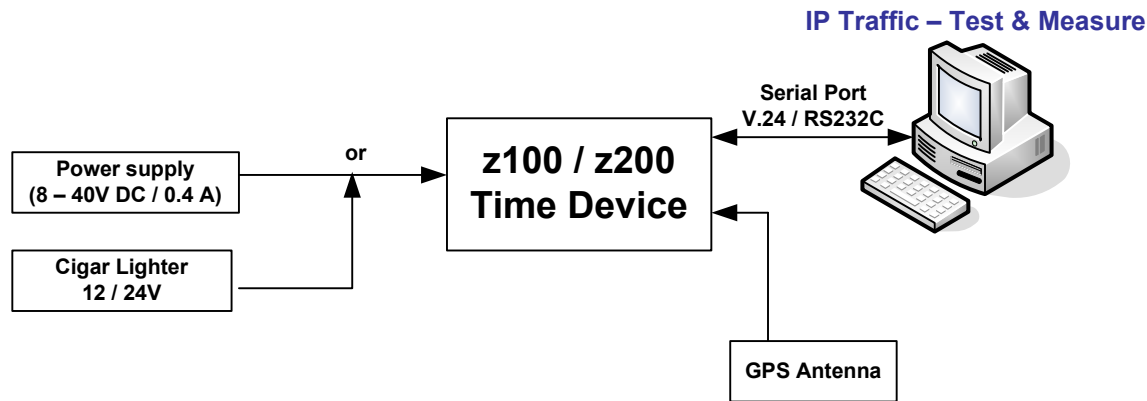 IP Traffic – Test & Measure
Serial Port
V.24 / RS232C
or
z100 / z200
Time Device
Power supply
(8 – 40V DC / 0.4 A)
Cigar Lighter
12 / 24V
GPS Antenna